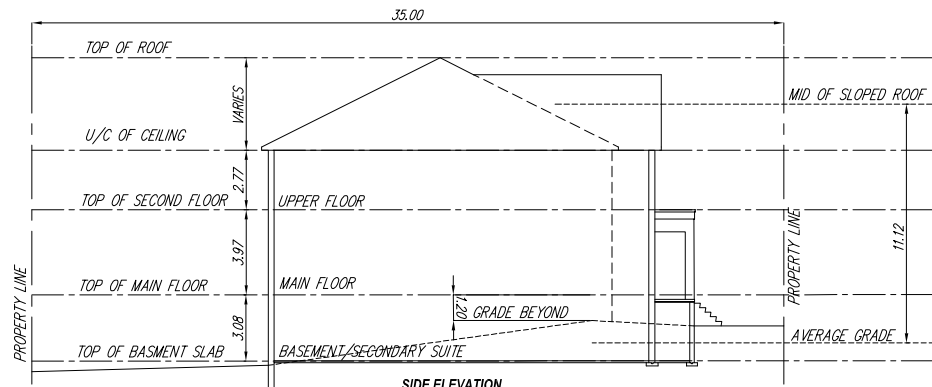 35.00
TOP OF ROOF
VARIES
MID OF SLOPED ROOF
U/C OF CEILING
2.77
TOP OF SECOND FLOOR
UPPER FLOOR
3.97
11.12
PROPERTY LINE
PROPERTY LINE
TOP OF MAIN FLOOR
MAIN FLOOR
1.20
GRADE BEYOND
3.08
AVERAGE GRADE
TOP OF BASMENT SLAB
BASEMENT/SECONDARY SUITE
SIDE ELEVATION